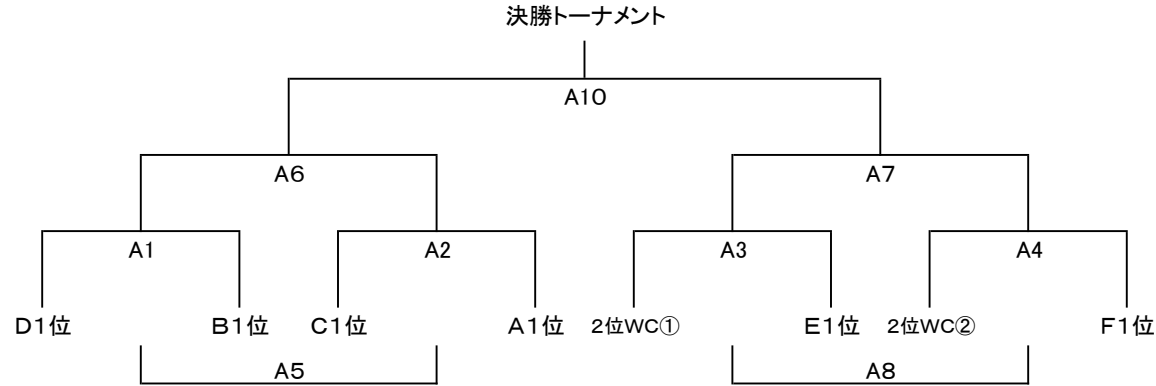 決勝トーナメント
A10
A6 A7
A1 A2 A3 A4
D1位 B1位 C1位 A1位 2位WC① E1位 2位WC② F1位
A5 A8